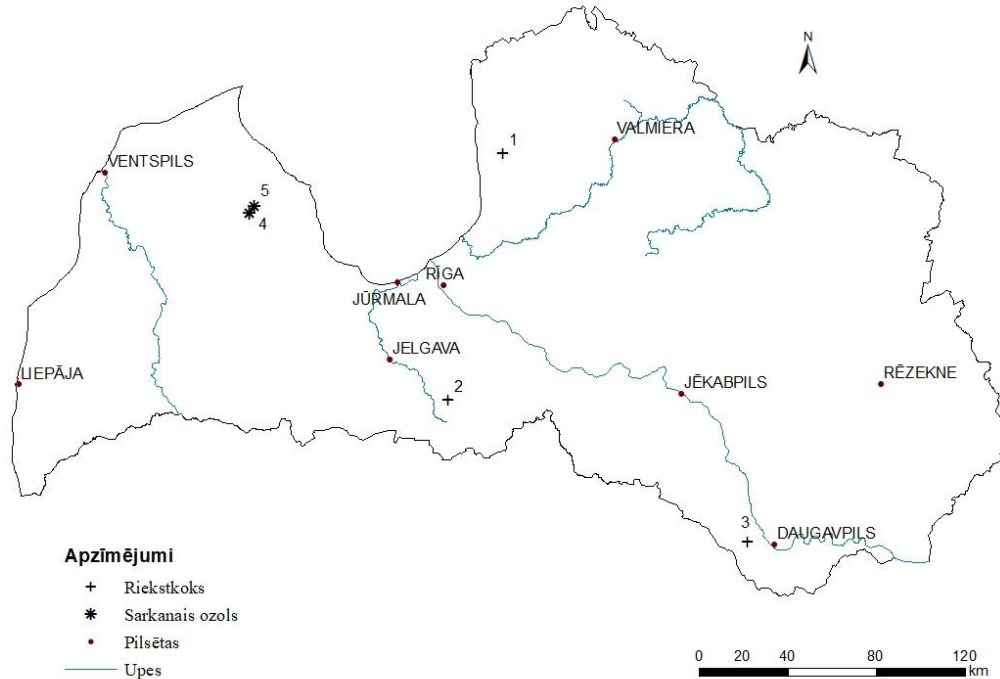 N
1
VALMIERA
VENTSPILS
5
4
RĪGA
JŪRMALA
JELGAVA
LIEPĀJA
2
JĒKABPILS
RĒZEKNE
3
DAUGAVPILS
Apzīmējumi
Riekstkoks
Sarkanais ozols
Pilsētas
Upes
0 20 40 80 120
km